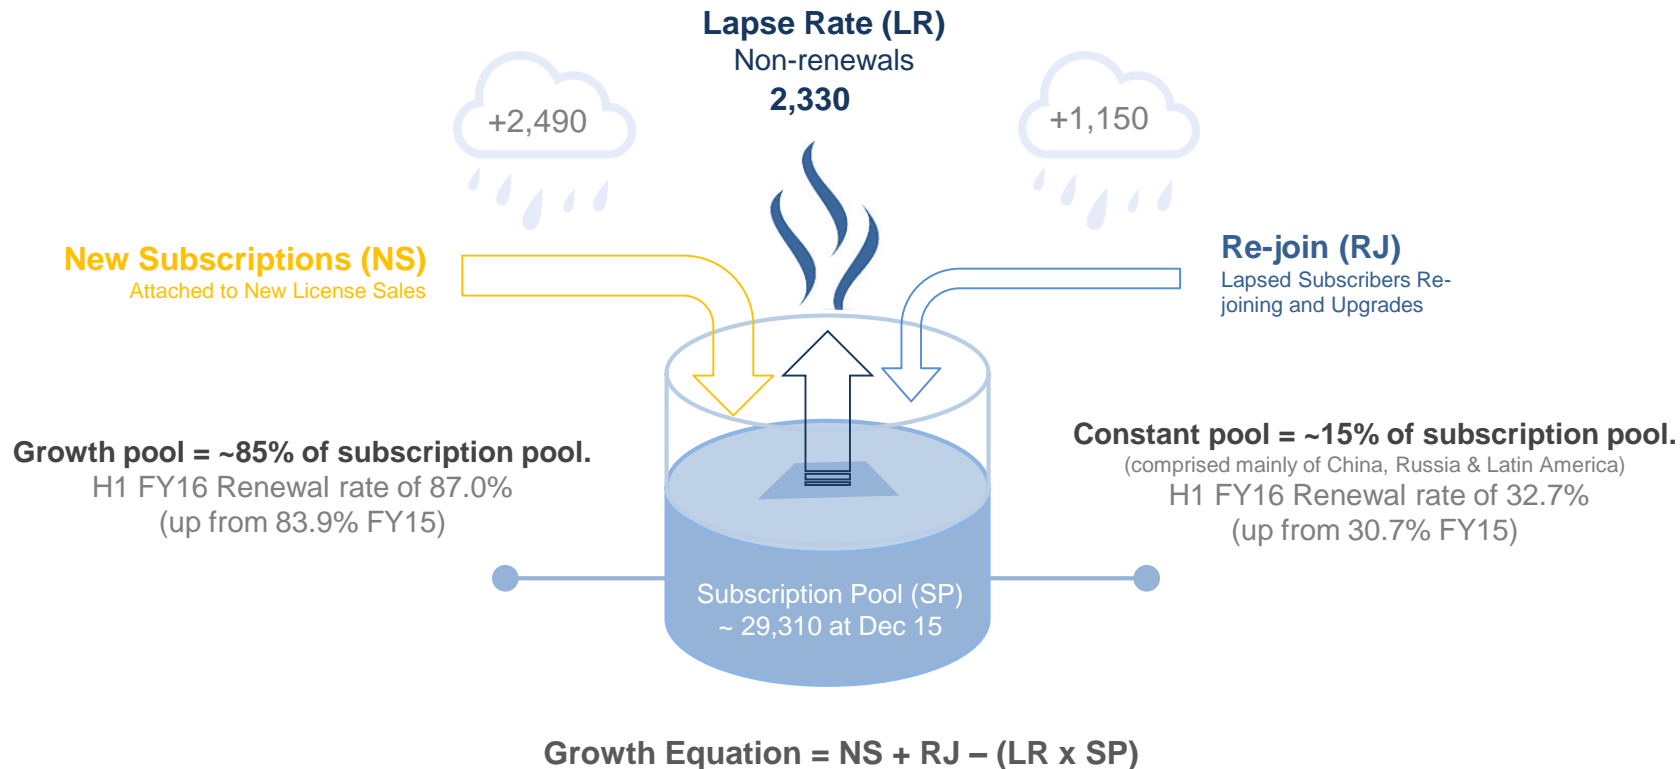 Lapse Rate (LR)
Non-renewals
2,330
+2,490
+1,150
New Subscriptions (NS)
Attached to New License Sales
Re-join (RJ)
Lapsed Subscribers Re-
joining and Upgrades
Growth pool = ~85% of subscription pool.
H1 FY16 Renewal rate of 87.0%
(up from 83.9% FY15)
Constant pool = ~15% of subscription pool.
(comprised mainly of China, Russia & Latin America)
H1 FY16 Renewal rate of 32.7%
(up from 30.7% FY15)
Subscription Pool (SP)
~ 29,310 at Dec 15
Growth Equation = NS + RJ – (LR x SP)